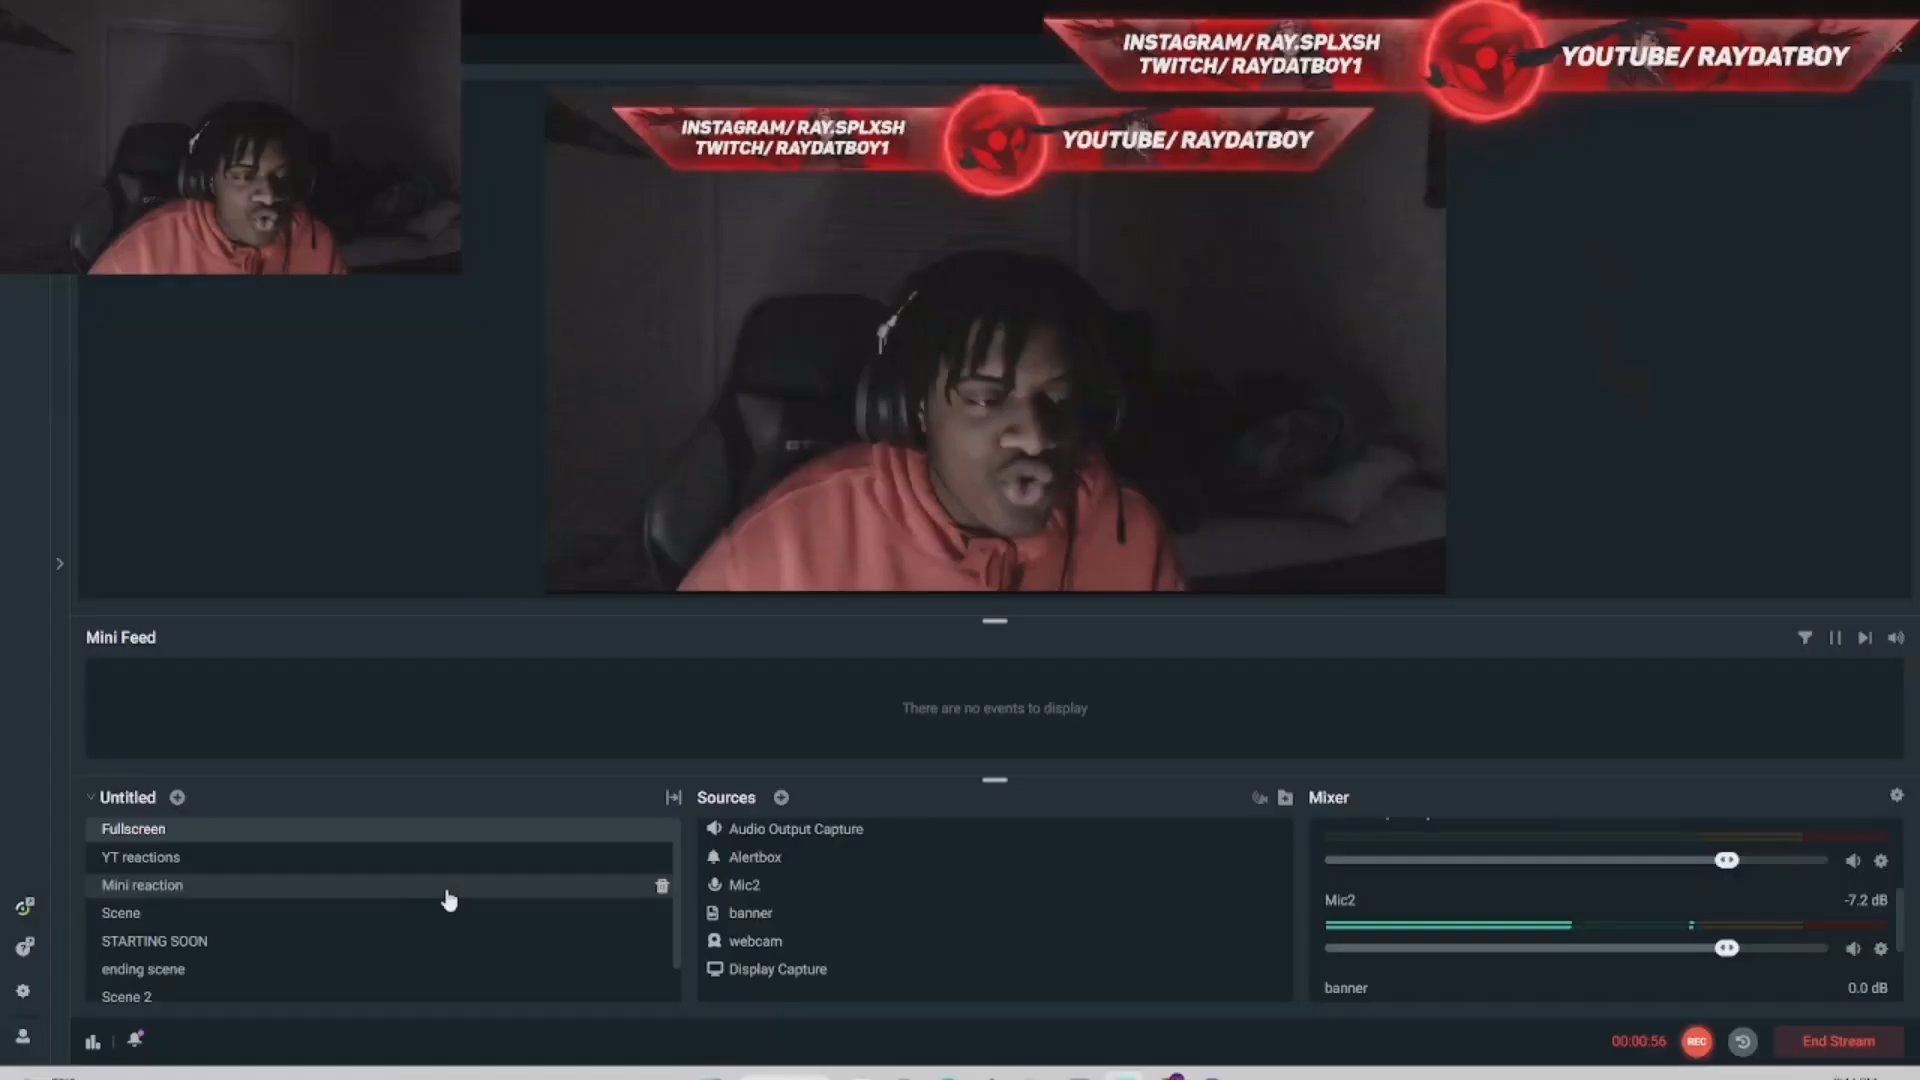 INSTAGRAM/ RAY.SPLXSH
TWITCH/ RAYDATBOY1
YOUTUBE/ RAYDATBOY
INSTAGRAM/ RAY.SPLXSH
TWITCH/ RAYDATBOY1
YOUTUBE/ RAYDATBOY
Mini Feed
There are no events to display
Untitled
Fullscreen
YT reactions
Mini reaction
Scene
STARTING SOON
ending scene
Scene 2
Sources
Audio Output Capture
Alertbox
Mic2
banner
webcam
Display Capture
Mixer
Mic2
-7.2 dB
banner
0.0 dB
00:00:56
REC
End Stream